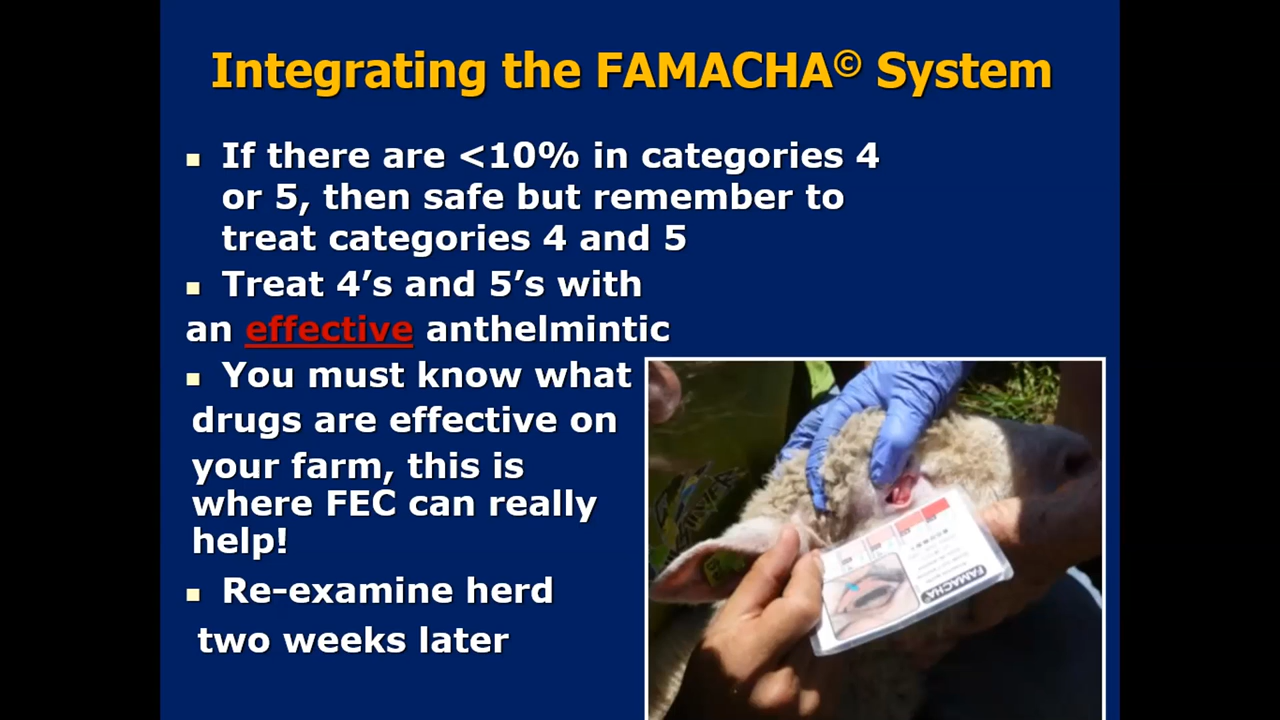 Integrating the FAMACHA© System
▪ If there are <10% in categories 4
or 5, then safe but remember to
treat categories 4 and 5
▪ Treat 4’s and 5’s with
an effective anthelmintic
▪ You must know what
drugs are effective on
your farm, this is
where FEC can really
help!
▪ Re-examine herd
two weeks later
FAMACHA